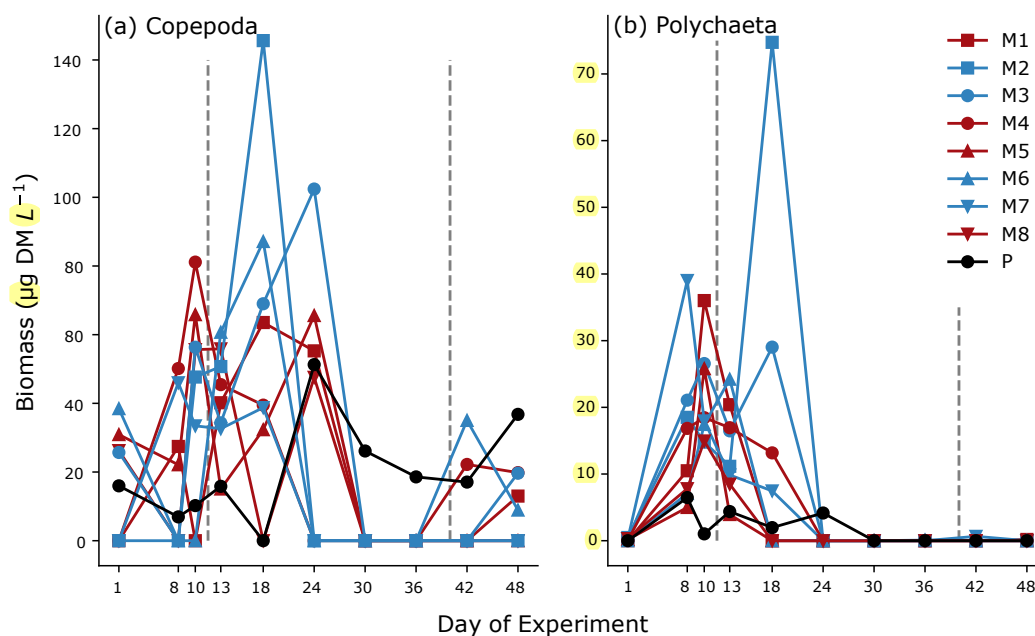 (a) Copepoda
(b) Polychaeta
Biomass (µg DM L⁻¹)
140
120
100
80
60
40
20
0
1 8 10 13 18 24 30 36 42 48
70
60
50
40
30
20
10
0
1 8 10 13 18 24 30 36 42 48
M1
M2
M3
M4
M5
M6
M7
M8
P
Day of Experiment